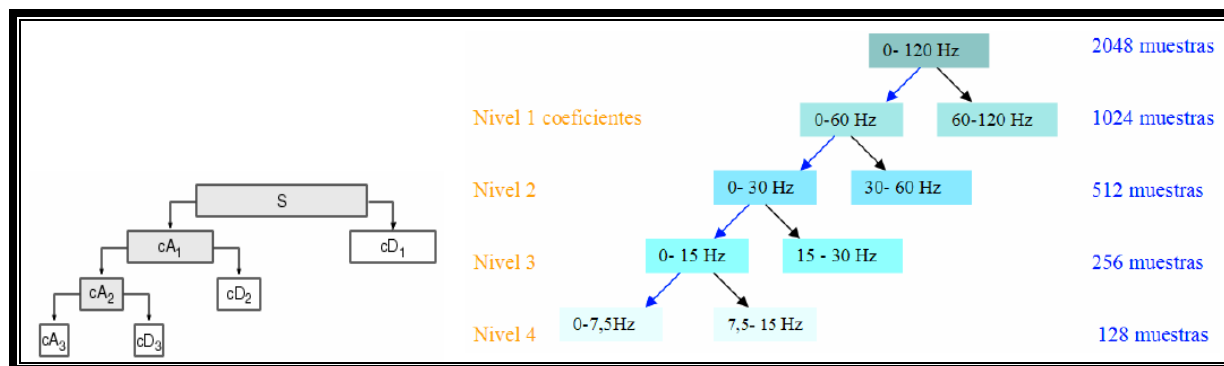 0- 120 Hz 2048 muestras
Nivel 1 coeficientes 0-60 Hz 60-120 Hz 1024 muestras
Nivel 2 0- 30 Hz 30- 60 Hz 512 muestras
Nivel 3 0- 15 Hz 15 - 30 Hz 256 muestras
Nivel 4 0-7,5Hz 7,5- 15 Hz 128 muestras
S
cA1 cD1
cA2 cD2
cA3 cD3